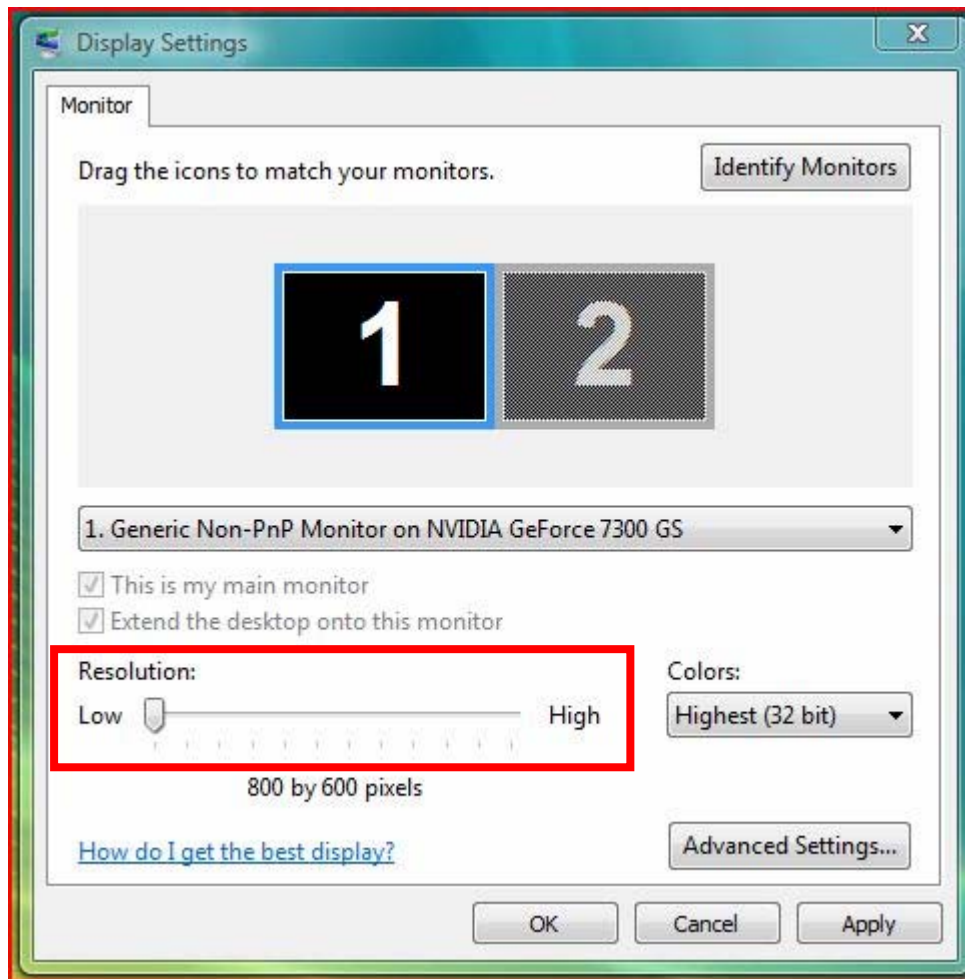 Display Settings
Monitor
Drag the icons to match your monitors.
Identify Monitors
1
2
1. Generic Non-PnP Monitor on NVIDIA GeForce 7300 GS
This is my main monitor
Extend the desktop onto this monitor
Resolution:
Colors:
Low
High
Highest (32 bit)
800 by 600 pixels
How do I get the best display?
Advanced Settings...
OK
Cancel
Apply